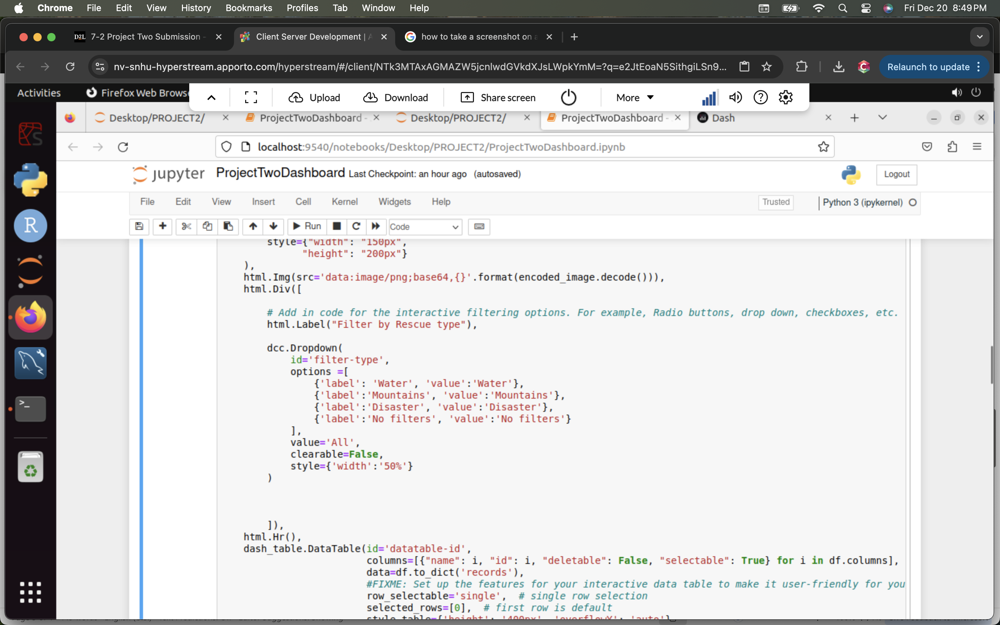 Chrome File Edit View History Bookmarks Profiles Tab Window Help Fri Dec 20 8:49 PM
D2L 7-2 Project Two Submission - Client Server Development | A how to take a screenshot on a
nv-snhu-hyperstream.apporto.com/hyperstream/#/client/NTk3MTAxAGMAZW5jcnlwdGVkdXJsLWpkYmM=?q=e2JtEoaN5SithgiLSn9... Relaunch to update
Activities Firefox Web Browse Upload Download Share screen More
Desktop/PROJECT2/ ProjectTwoDashboard - Desktop/PROJECT2/ ProjectTwoDashboard - Dash
localhost:9540/notebooks/Desktop/PROJECT2/ProjectTwoDashboard.ipynb
jupyter ProjectTwoDashboard Last Checkpoint: an hour ago (autosaved) Logout
File Edit View Insert Cell Kernel Widgets Help Trusted Python 3 (ipykernel)
Run Code
style={"width": "150px",
"height": "200px"}
),
html.Img(src='data:image/png;base64,{}'.format(encoded_image.decode())),
html.Div([
# Add in code for the interactive filtering options. For example, Radio buttons, drop down, checkboxes, etc.
html.Label("Filter by Rescue type"),
dcc.Dropdown(
id='filter-type',
options =[
{'label': 'Water', 'value':'Water'},
{'label':'Mountains', 'value':'Mountains'},
{'label':'Disaster', 'value':'Disaster'},
{'label':'No filters', 'value':'No filters'}
],
value='All',
clearable=False,
style={'width':'50%'}
)
]),
html.Hr(),
dash_table.DataTable(id='datatable-id',
columns=[{"name": i, "id": i, "deletable": False, "selectable": True} for i in df.columns],
data=df.to_dict('records'),
#FIXME: Set up the features for your interactive data table to make it user-friendly for you
row_selectable='single', # single row selection
selected_rows=[0], # first row is default
style_table={'height': '400px', 'overflowY': 'auto'}